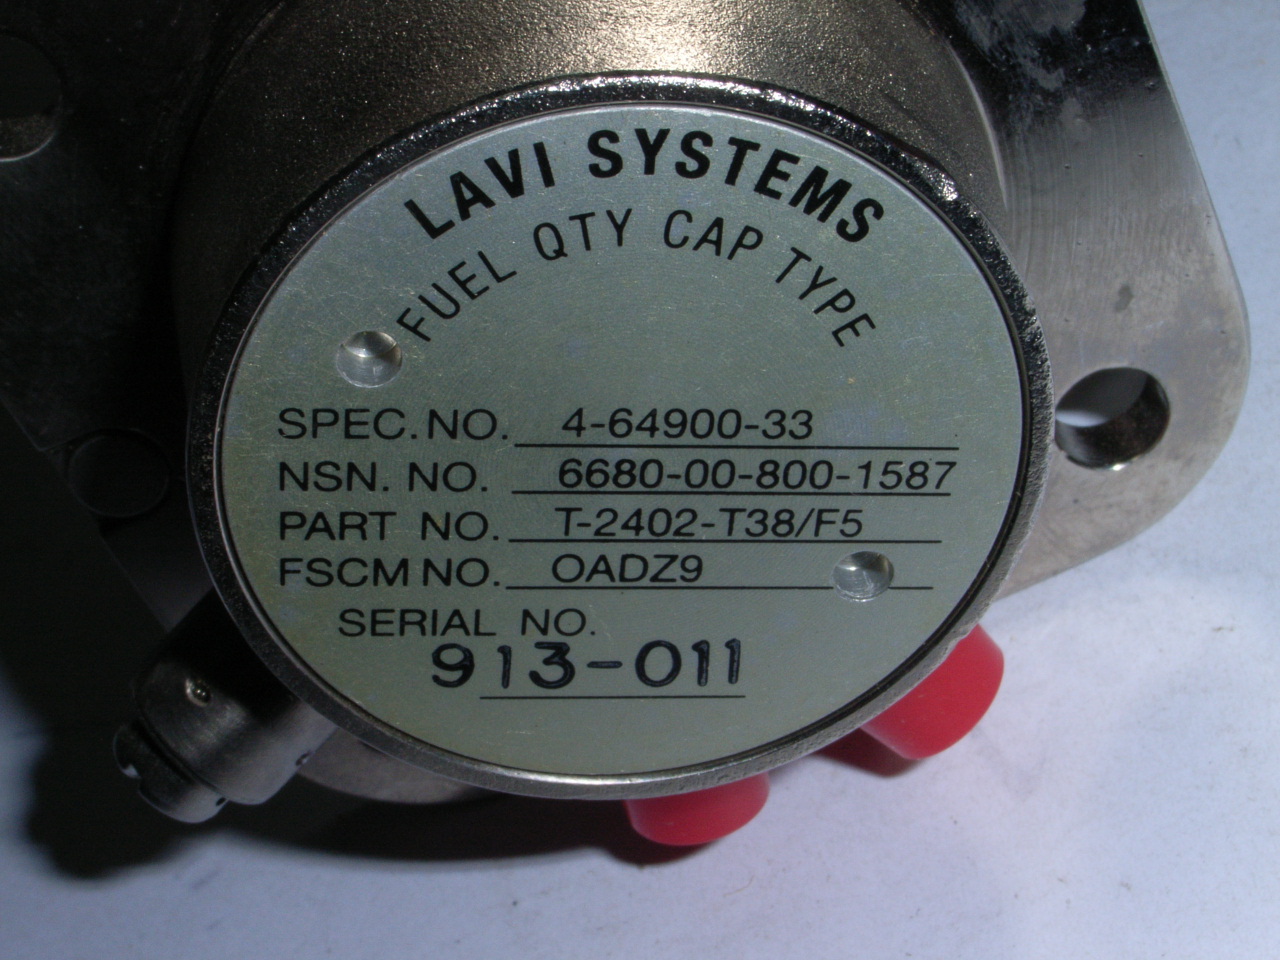 LAVI SYSTEMS
FUEL QTY CAP TYPE
SPEC. NO. 4-64900-33
NSN. NO. 6680-00-800-1587
PART NO. T-2402-T38/F5
FSCM NO. OADZ9
SERIAL NO.
913-011